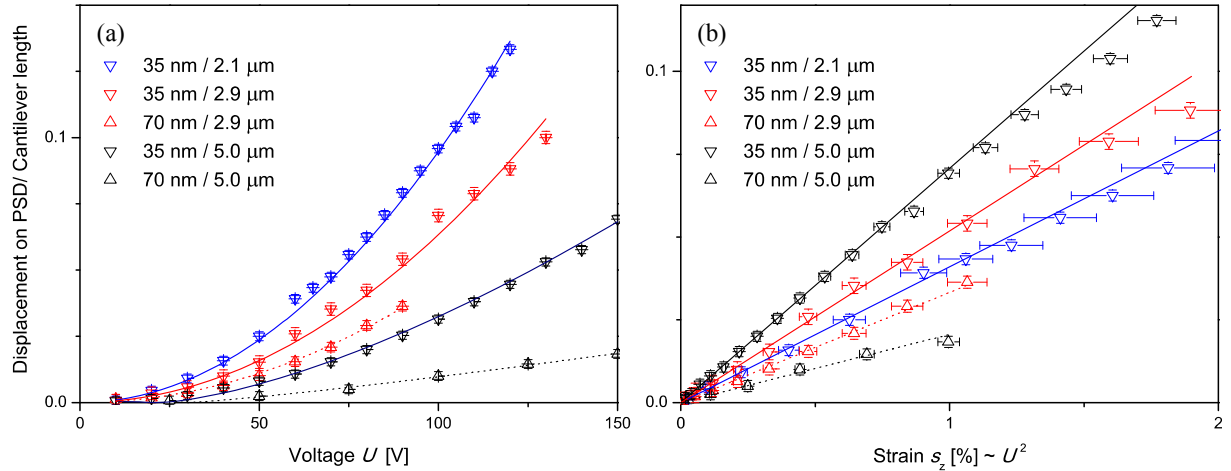 (a)
35 nm / 2.1 μm
35 nm / 2.9 μm
70 nm / 2.9 μm
35 nm / 5.0 μm
70 nm / 5.0 μm
Displacement on PSD/ Cantilever length
0.1
0.0
0
50
100
150
Voltage U [V]
(b)
35 nm / 2.1 μm
35 nm / 2.9 μm
70 nm / 2.9 μm
35 nm / 5.0 μm
70 nm / 5.0 μm
0.1
0.0
0
1
2
Strain s_z [%] ~ U²